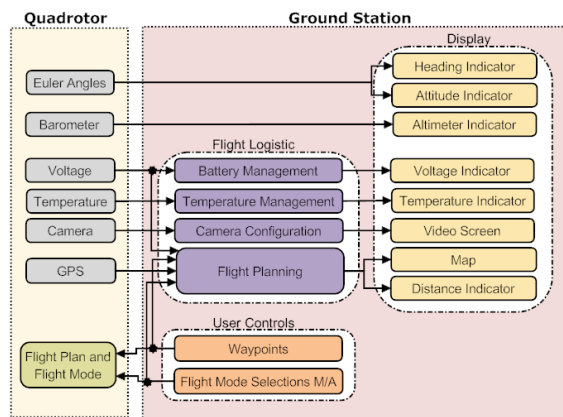 Quadrotor
Ground Station
Display
Euler Angles
Heading Indicator
Attitude Indicator
Barometer
Altimeter Indicator
Flight Logistic
Voltage
Battery Management
Voltage Indicator
Temperature
Temperature Management
Temperature Indicator
Camera
Camera Configuration
Video Screen
GPS
Flight Planning
Map
Distance Indicator
User Controls
Flight Plan and
Flight Mode
Waypoints
Flight Mode Selections M/A